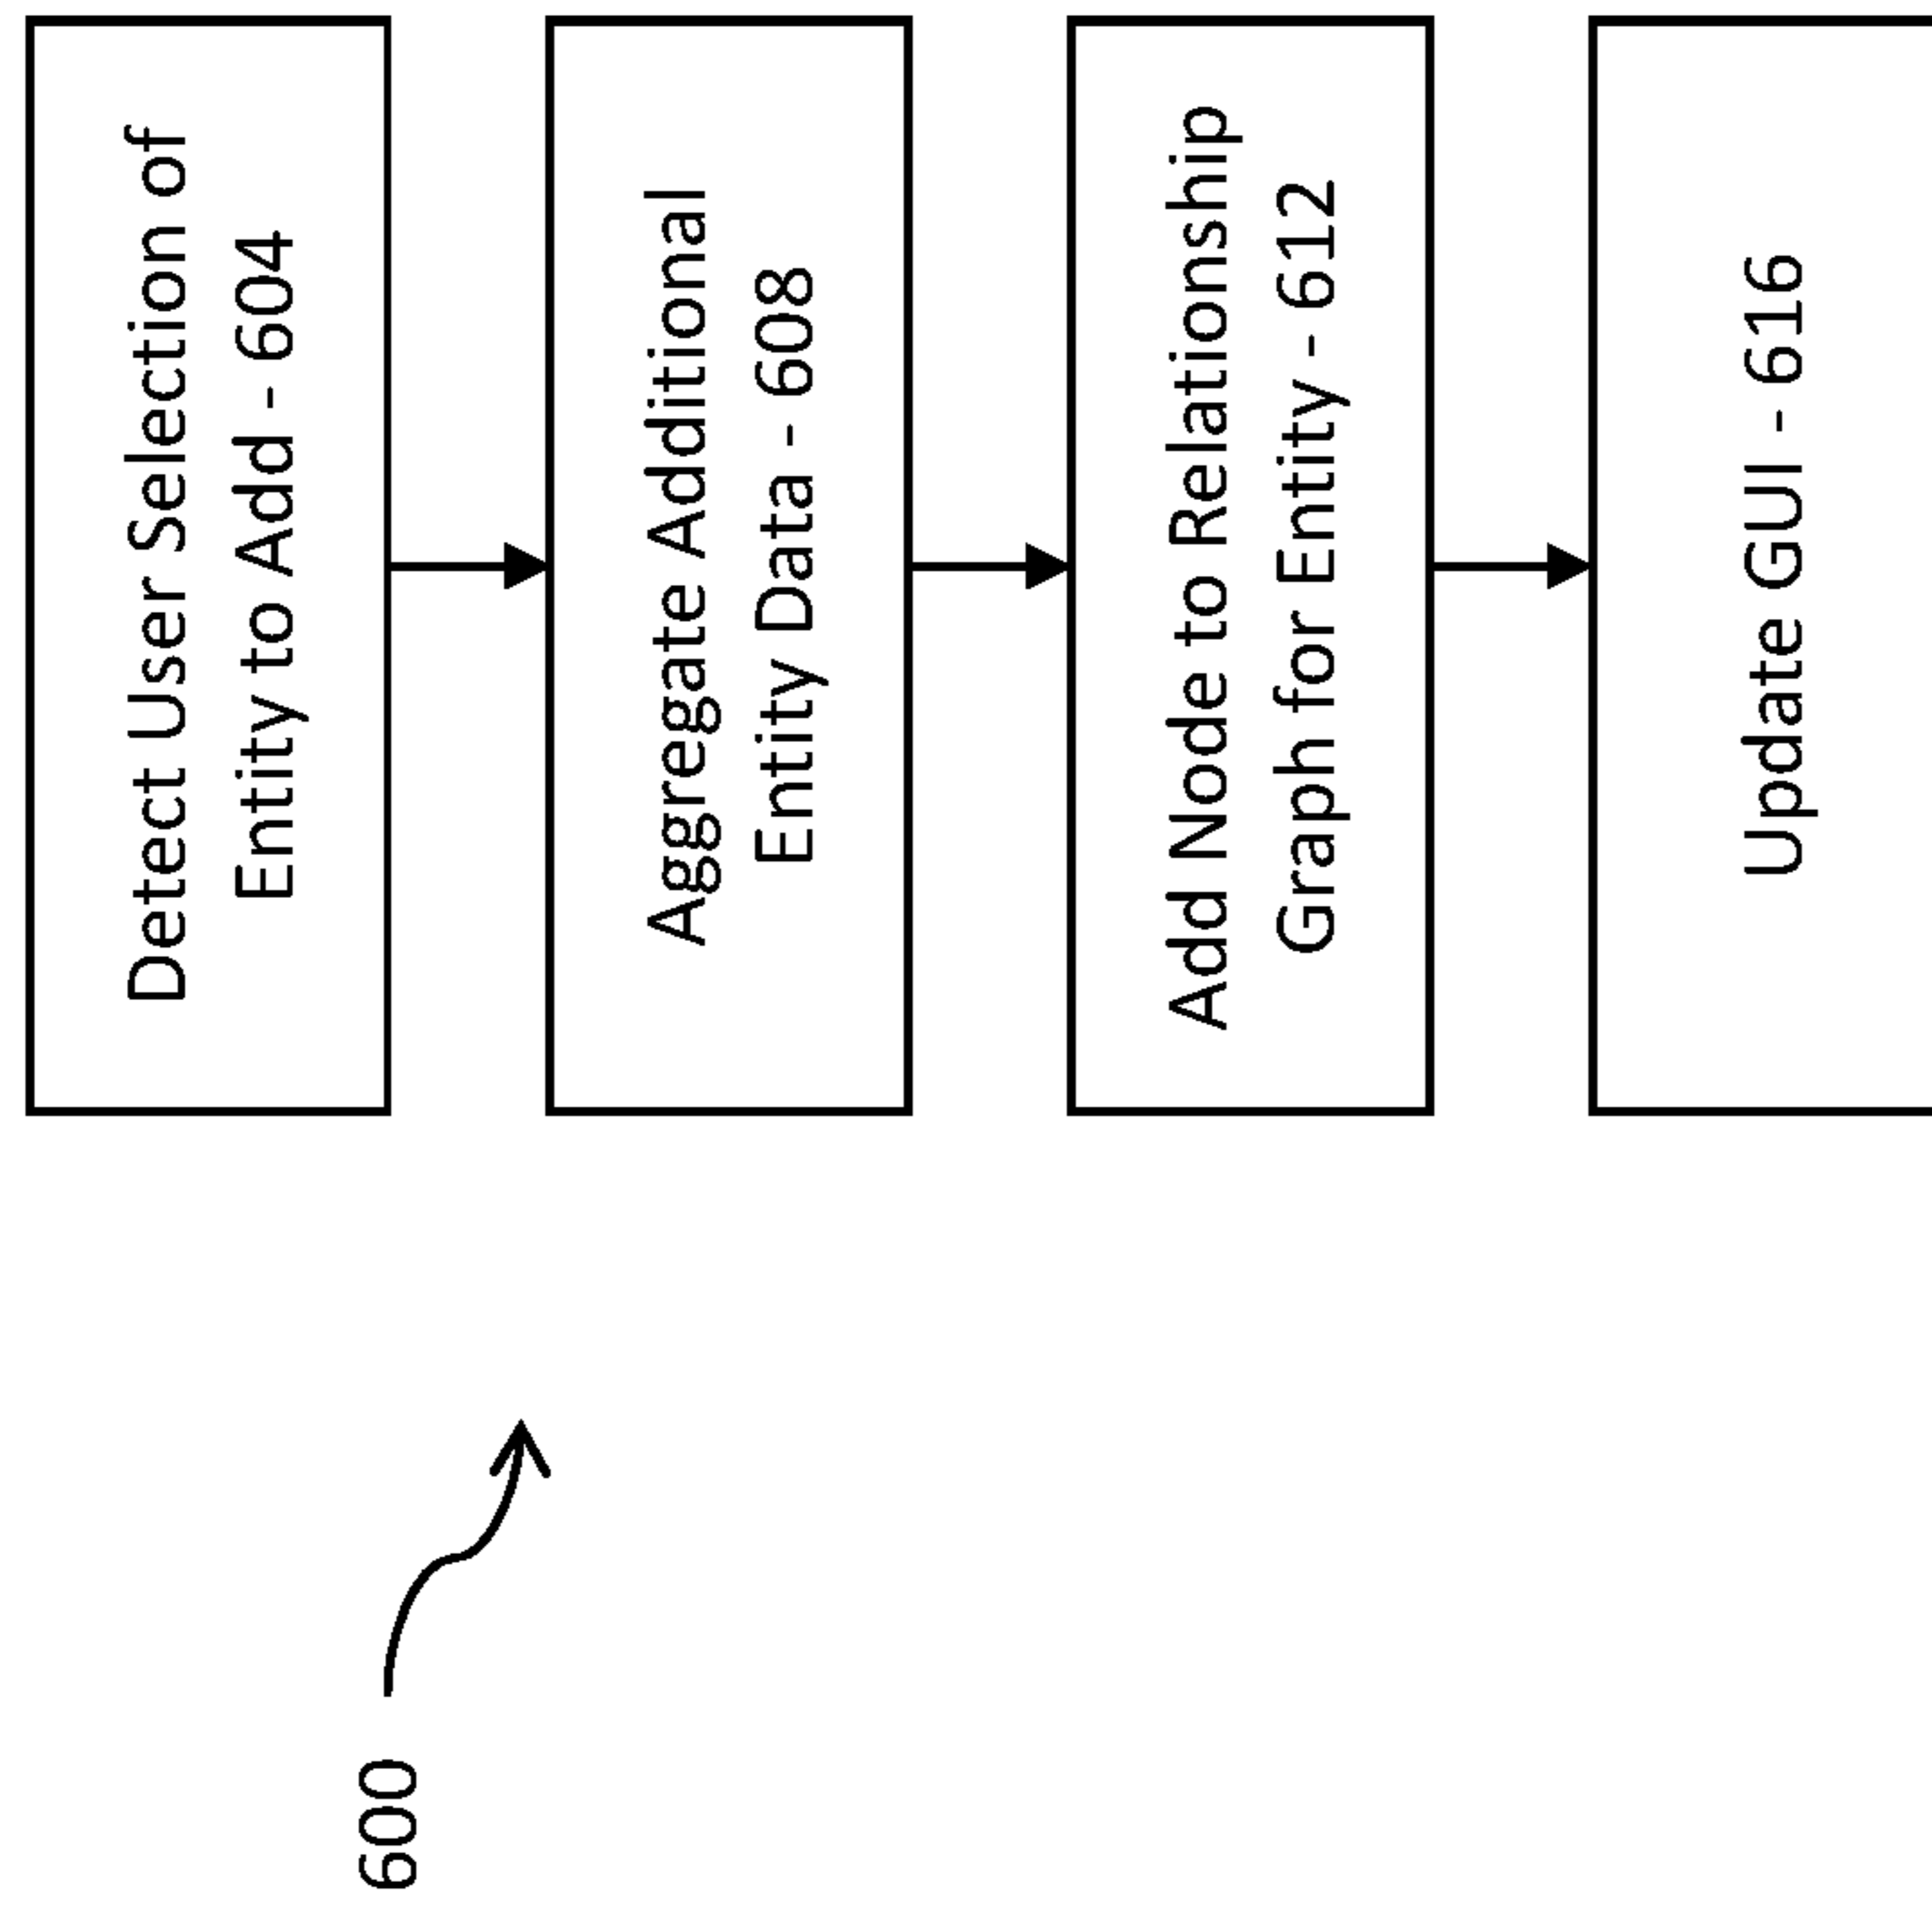 600
Detect User Selection of
Entity to Add - 604
Aggregate Additional
Entity Data - 608
Add Node to Relationship
Graph for Entity - 612
Update GUI - 616